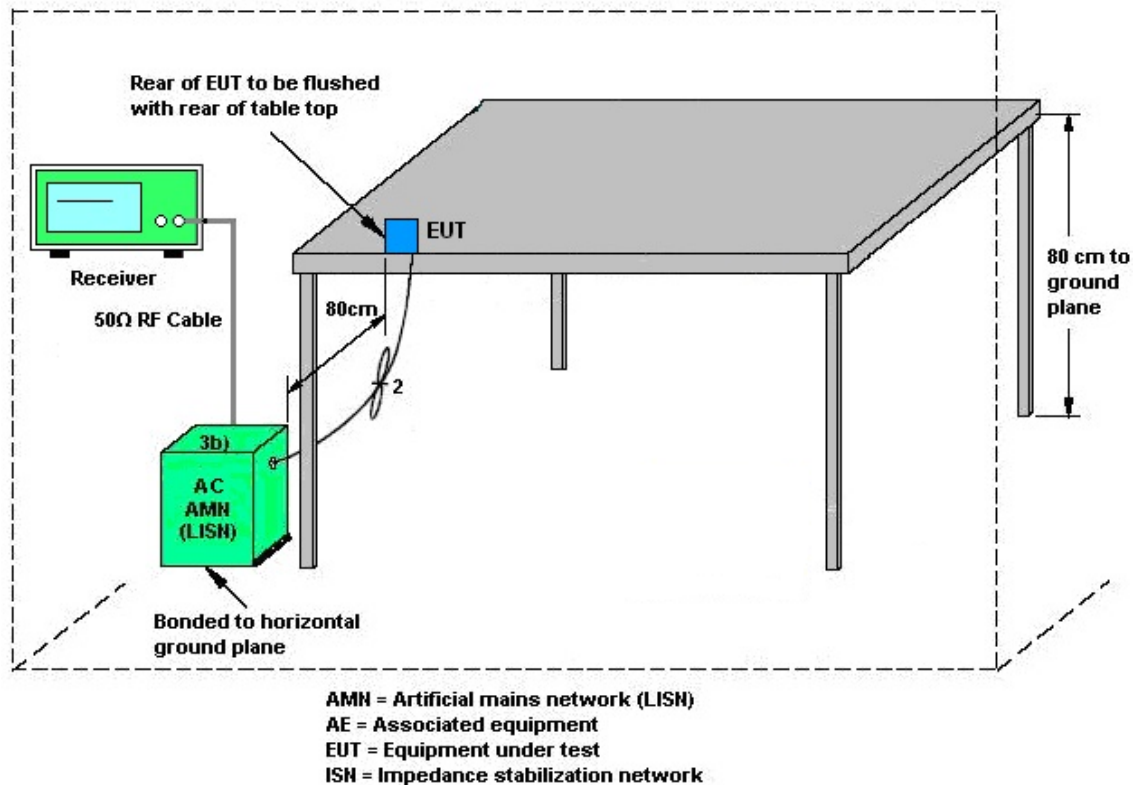 Rear of EUT to be flushed
with rear of table top
EUT
Receiver
80 cm to
ground
plane
80cm
50Ω RF Cable
2
3b)
AC
AMN
(LISN)
Bonded to horizontal
ground plane
AMN = Artificial mains network (LISN)
AE = Associated equipment
EUT = Equipment under test
ISN = Impedance stabilization network